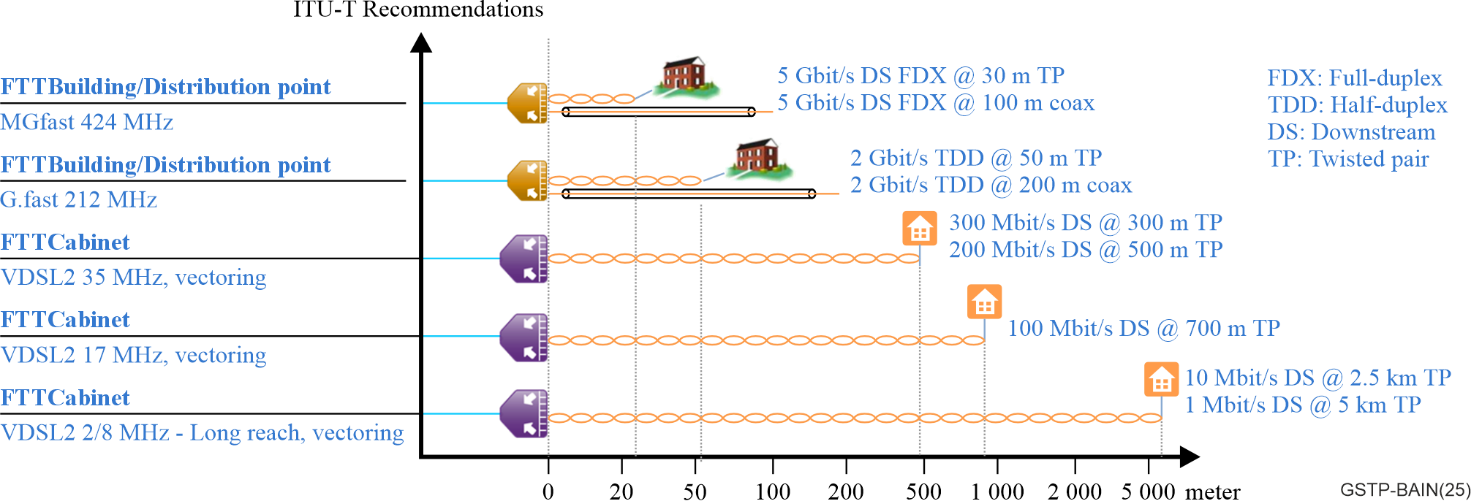 ITU-T Recommendations
FTTBuilding/Distribution point
MGfast 424 MHz
5 Gbit/s DS FDX @ 30 m TP
5 Gbit/s DS FDX @ 100 m coax
FDX: Full-duplex
TDD: Half-duplex
DS: Downstream
TP: Twisted pair
FTTBuilding/Distribution point
G.fast 212 MHz
2 Gbit/s TDD @ 50 m TP
2 Gbit/s TDD @ 200 m coax
FTTCabinet
VDSL2 35 MHz, vectoring
300 Mbit/s DS @ 300 m TP
200 Mbit/s DS @ 500 m TP
FTTCabinet
VDSL2 17 MHz, vectoring
100 Mbit/s DS @ 700 m TP
FTTCabinet
VDSL2 2/8 MHz - Long reach, vectoring
10 Mbit/s DS @ 2.5 km TP
1 Mbit/s DS @ 5 km TP
0 20 50 100 200 500 1 000 2 000 5 000 meter
GSTP-BAIN(25)